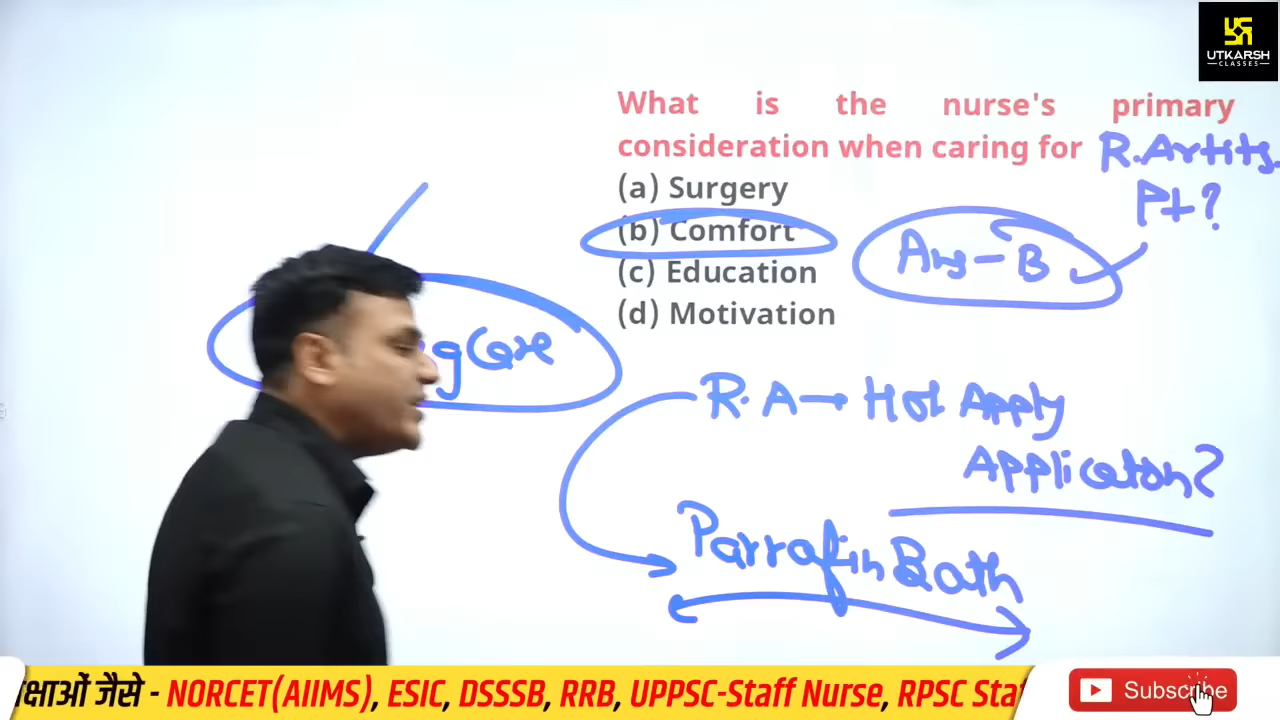 UTKARSH
CLASSES
What is the nurse's primary
consideration when caring for R.Artits.
Pt?
(a) Surgery
(b) Comfort
(c) Education
(d) Motivation
Ans - B
g Care
R.A → Hot Apply
Application?
Parrafin Bath
क्षाओं जैसे - NORCET(AIIMS), ESIC, DSSSB, RRB, UPPSC-Staff Nurse, RPSC Sta
Subscribe